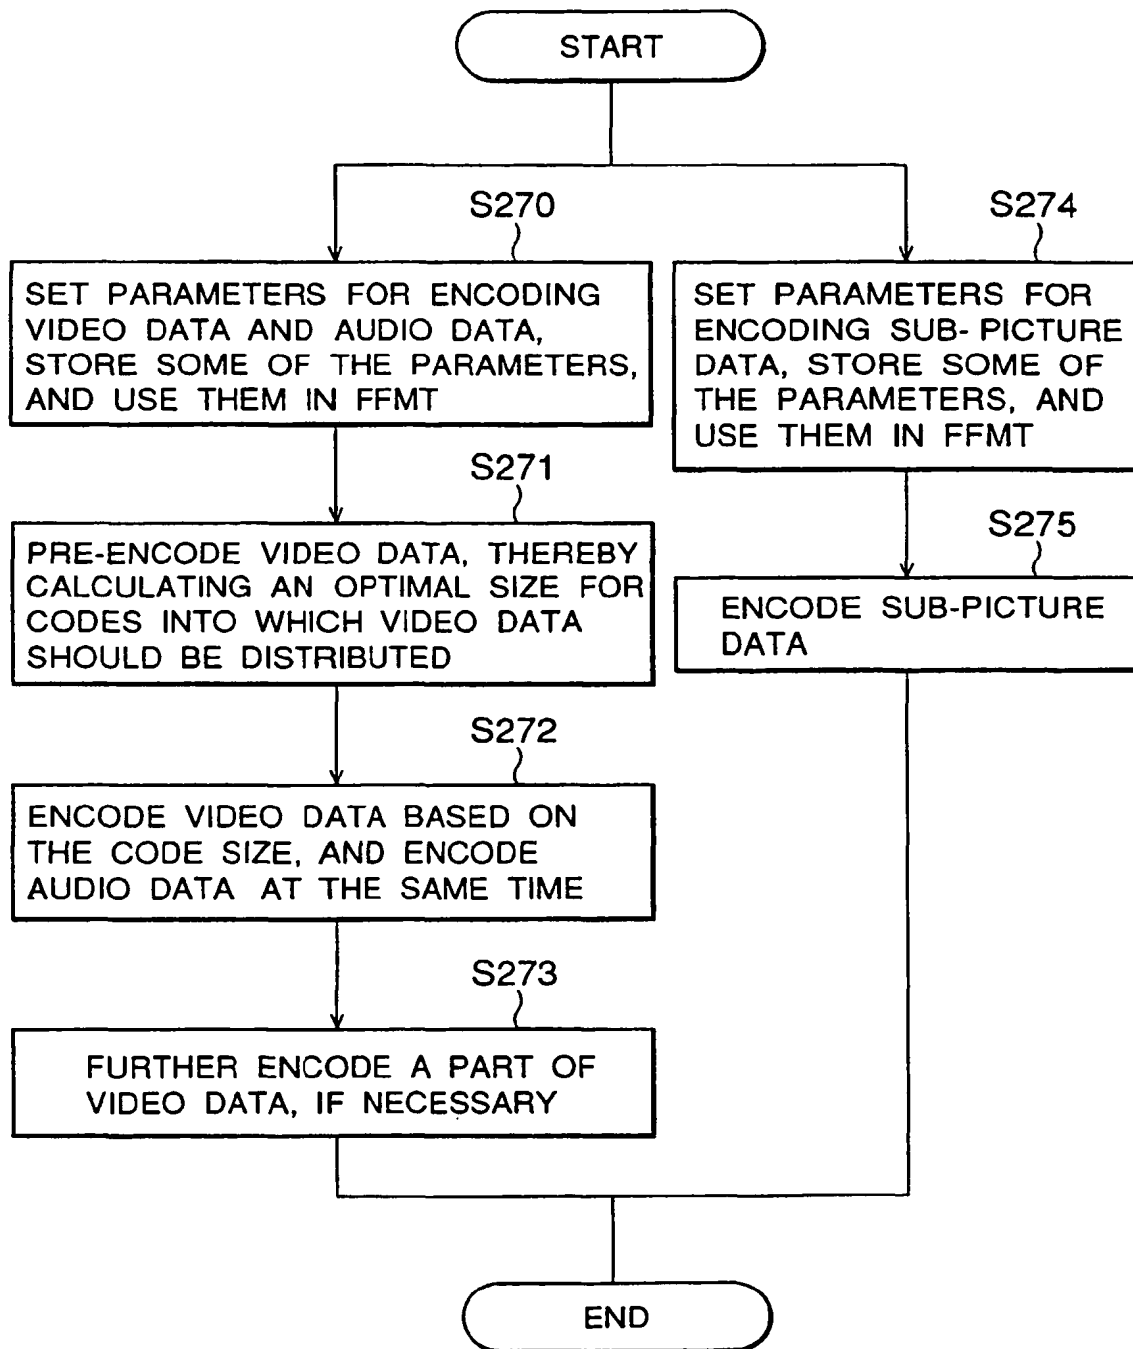 START
S270
SET PARAMETERS FOR ENCODING
VIDEO DATA AND AUDIO DATA,
STORE SOME OF THE PARAMETERS,
AND USE THEM IN FFMT
S271
PRE-ENCODE VIDEO DATA, THEREBY
CALCULATING AN OPTIMAL SIZE FOR
CODES INTO WHICH VIDEO DATA
SHOULD BE DISTRIBUTED
S272
ENCODE VIDEO DATA BASED ON
THE CODE SIZE, AND ENCODE
AUDIO DATA AT THE SAME TIME
S273
FURTHER ENCODE A PART OF
VIDEO DATA, IF NECESSARY
S274
SET PARAMETERS FOR
ENCODING SUB-PICTURE
DATA, STORE SOME OF
THE PARAMETERS, AND
USE THEM IN FFMT
S275
ENCODE SUB-PICTURE
DATA
END